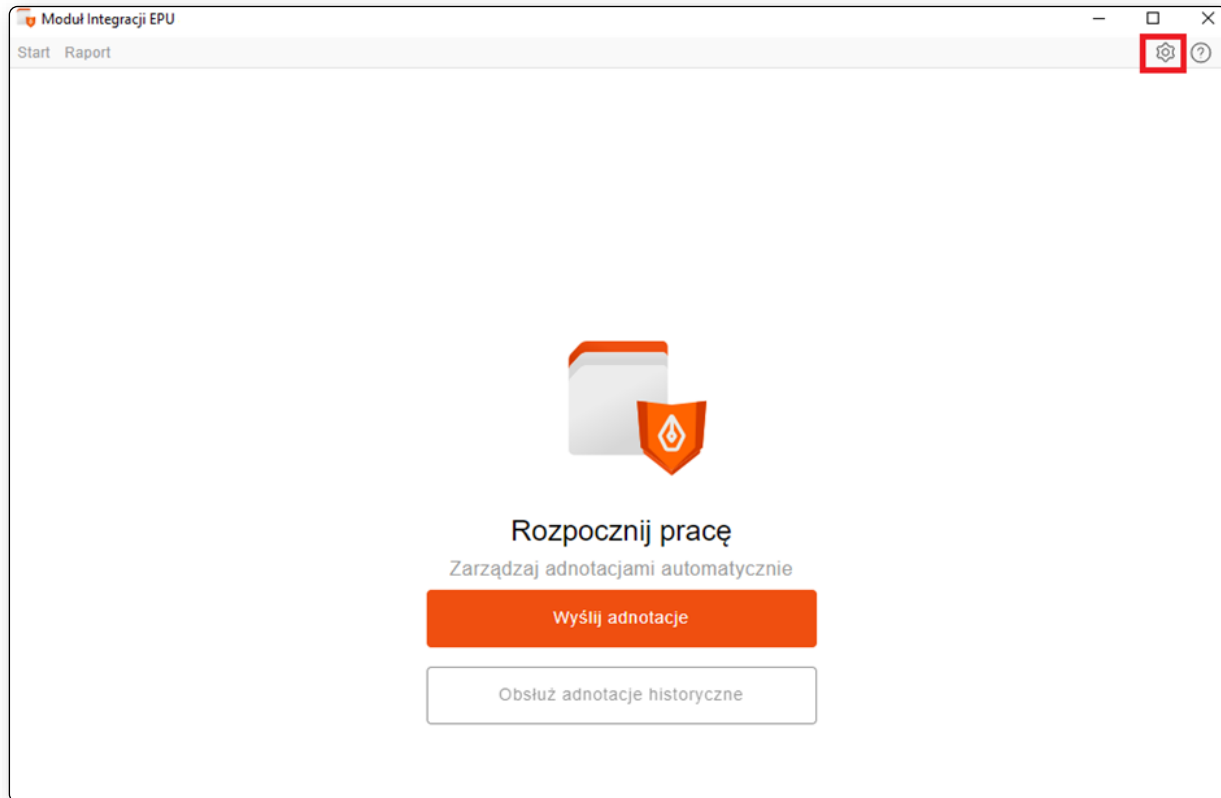 Moduł Integracji EPU
Start Raport
Rozpocznij pracę
Zarządzaj adnotacjami automatycznie
Wyślij adnotacje
Obsłuż adnotacje historyczne